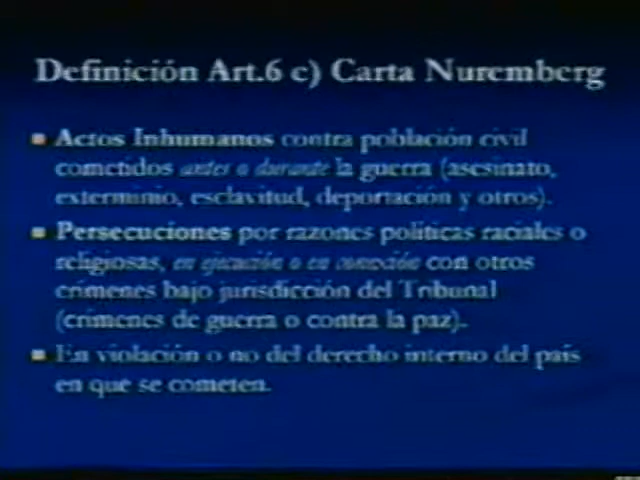 Definición Art.6 c) Carta Nuremberg
Actos Inhumanos contra población civil
cometidos antes o durante la guerra (asesinato,
exterminio, esclavitud, deportación y otros).
Persecuciones por razones políticas raciales o
religiosas, en ejecución o en conexión con otros
crímenes bajo jurisdicción del Tribunal
(crímenes de guerra o contra la paz).
En violación o no del derecho interno del país
en que se cometen.